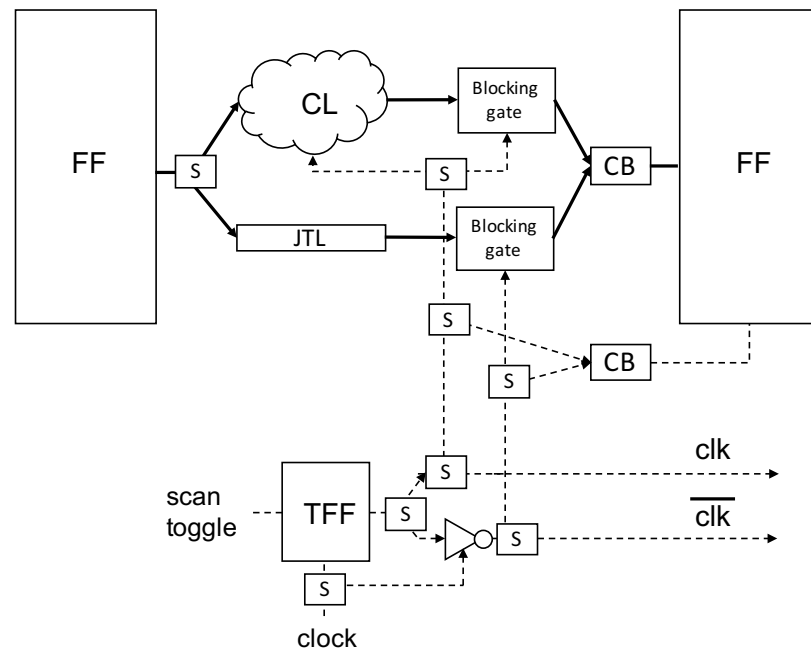 FF
S
CL
Blocking
gate
S
CB
FF
JTL
Blocking
gate
S
S
CB
S
clk
scan
toggle
TFF
S
S
clk
S
clock